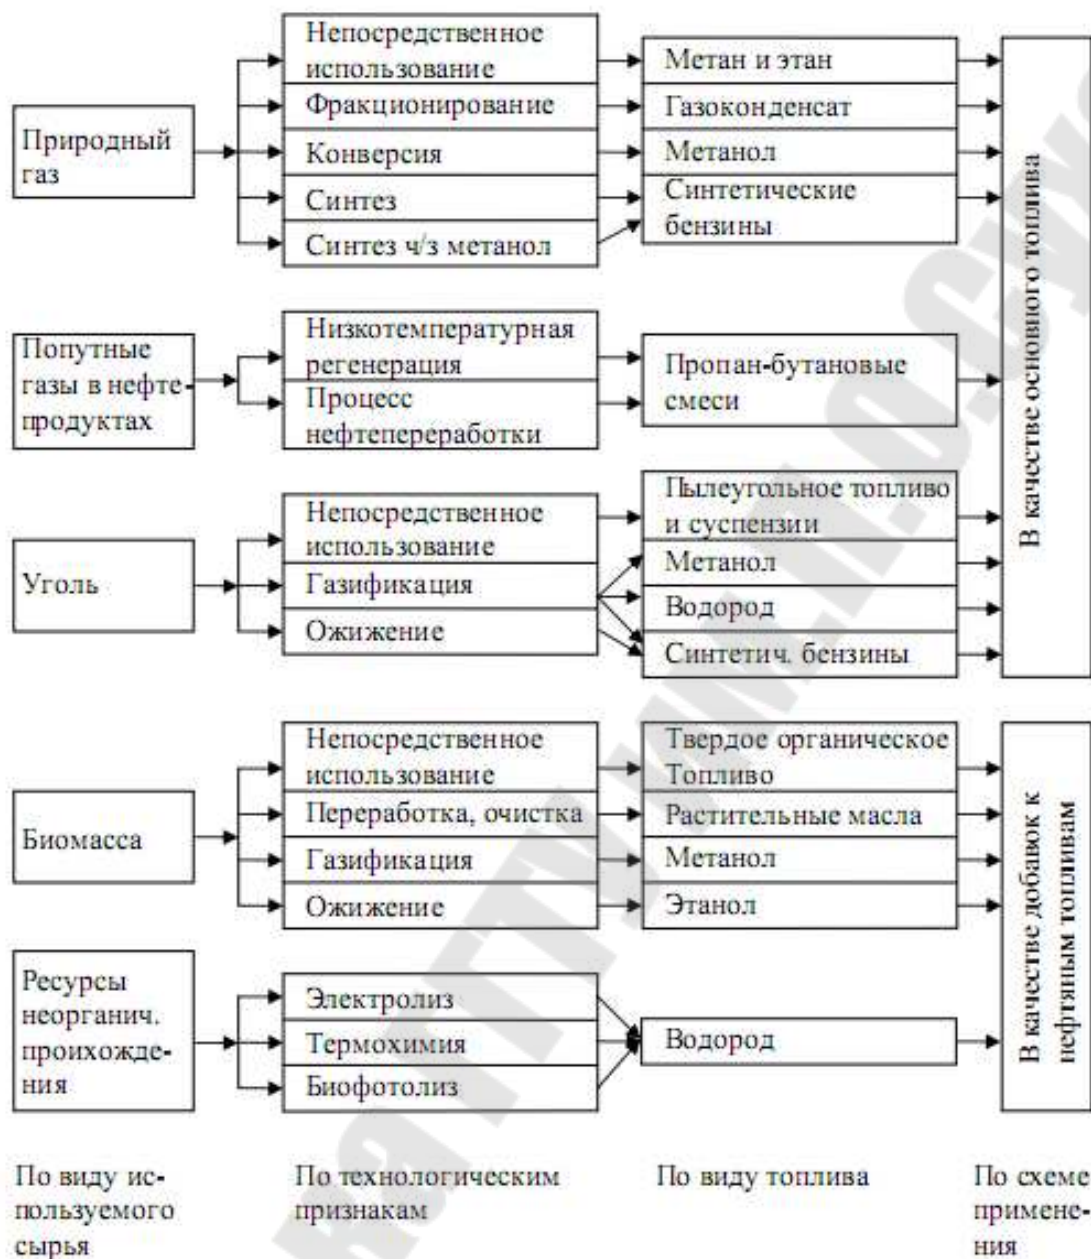 Природный
газ
Непосредственное
использование
Фракционирование
Конверсия
Синтез
Синтез ч/з метанол
Метан и этан
Газоконденсат
Метанол
Синтетические
бензины
В качестве основного топлива
Попутные
газы в нефте-
продуктах
Низкотемпературная
регенерация
Процесс
нефтепереработки
Пропан-бутановые
смеси
Уголь
Непосредственное
использование
Газификация
Ожижение
Пылеугольное топливо
и суспензии
Метанол
Водород
Синтетич. бензины
Биомасса
Непосредственное
использование
Переработка, очистка
Газификация
Ожижение
Твердое органическое
Топливо
Растительные масла
Метанол
Этанол
В качестве добавок к
нефтяным топливам
Ресурсы
неорганич.
происхожде-
ния
Электролиз
Термохимия
Биофотолиз
Водород
По виду ис-
пользуемого
сырья
По технологическим
признакам
По виду топлива
По схеме
примене-
ния